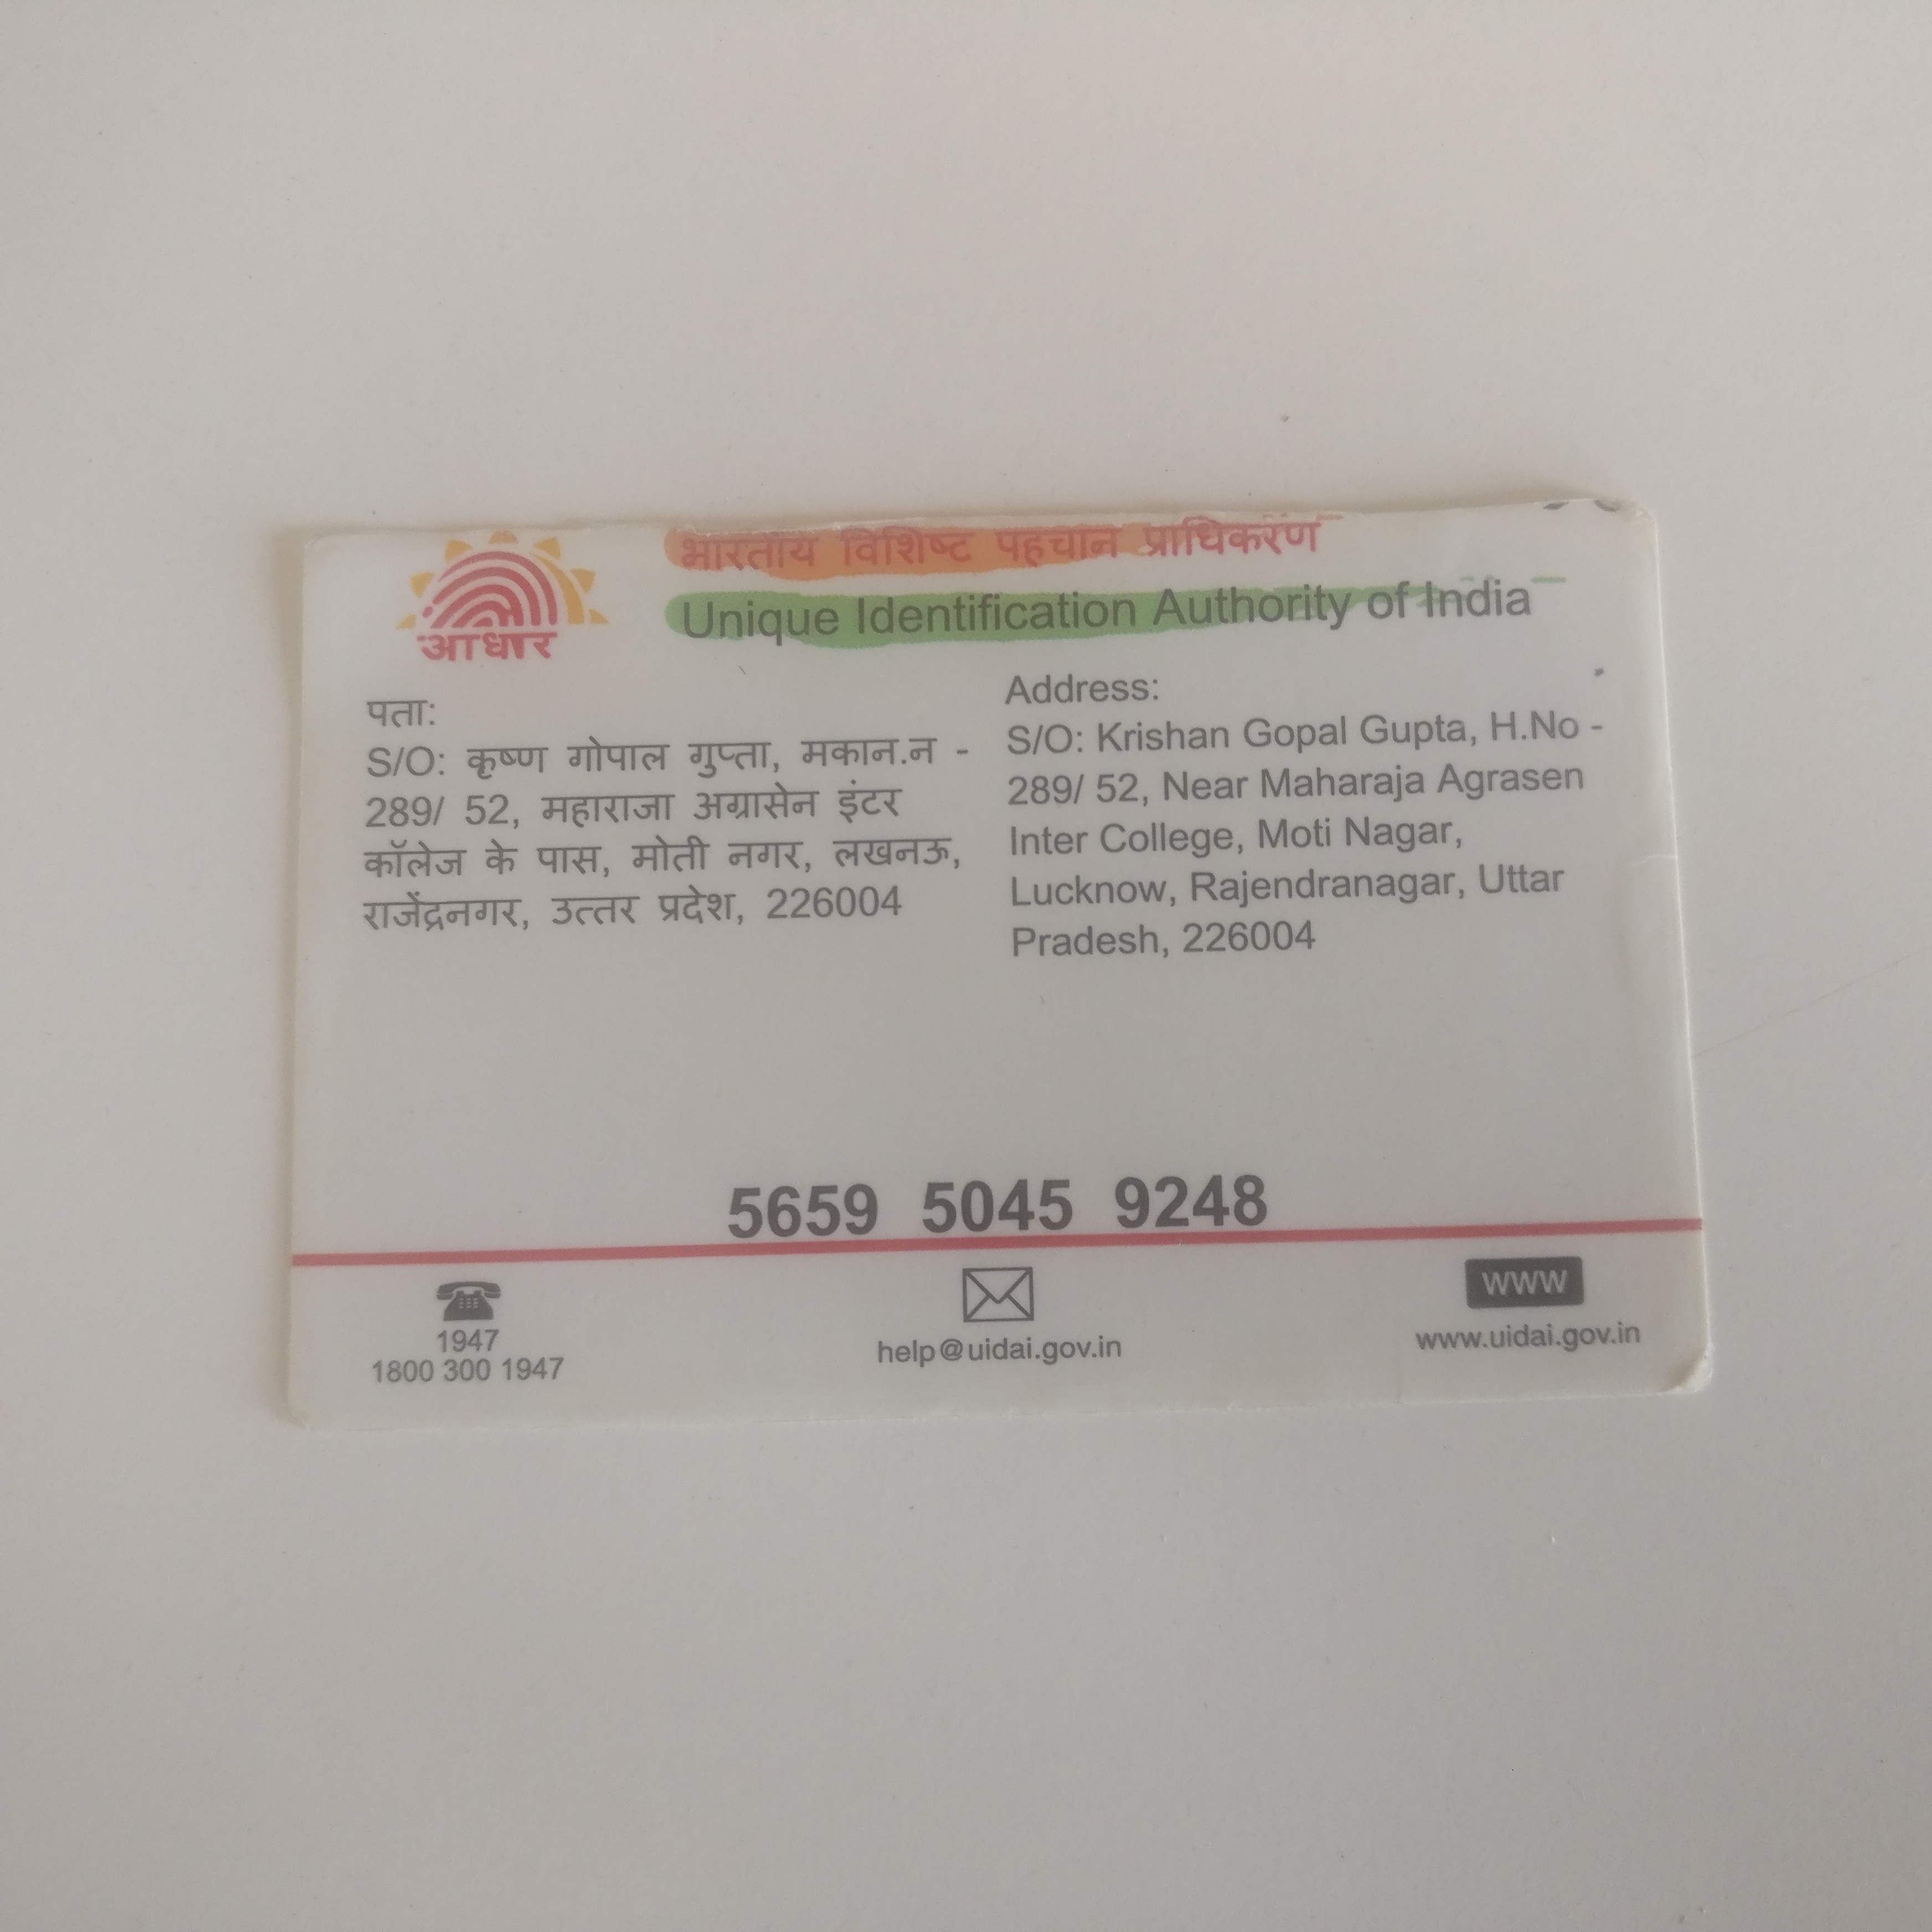 भारतीय विशिष्ट पहचान प्राधिकरण
Unique Identification Authority of India
आधार
पता:
S/O: कृष्ण गोपाल गुप्ता, मकान.न -
289/ 52, महाराजा अग्रासेन इंटर
कॉलेज के पास, मोती नगर, लखनऊ,
राजेंद्रनगर, उत्तर प्रदेश, 226004
Address:
S/O: Krishan Gopal Gupta, H.No -
289/ 52, Near Maharaja Agrasen
Inter College, Moti Nagar,
Lucknow, Rajendranagar, Uttar
Pradesh, 226004
5659 5045 9248
1947
1800 300 1947
help@uidai.gov.in
www
www.uidai.gov.in